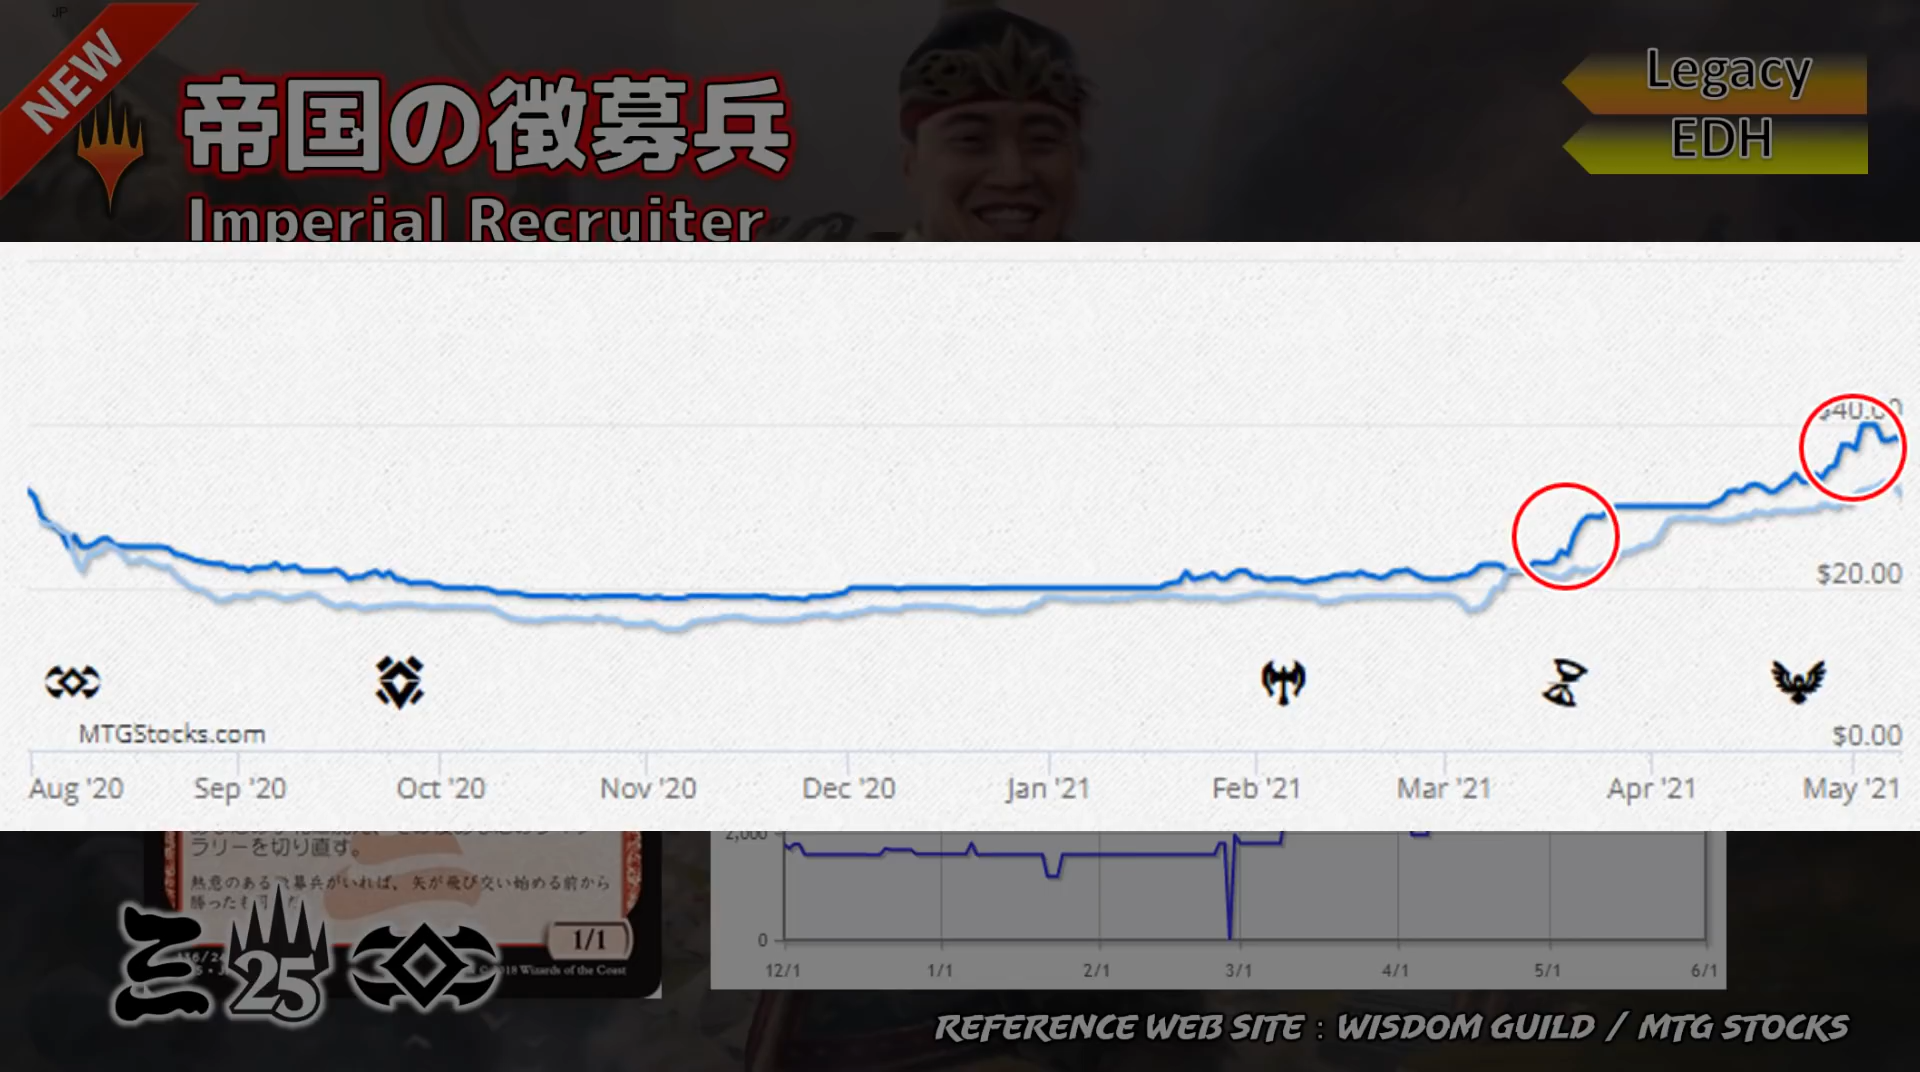 JP
NEW
帝国の徴募兵
Imperial Recruiter
Legacy
EDH
$40.00
$20.00
$0.00
MTGStocks.com
Aug '20 Sep '20 Oct '20 Nov '20 Dec '20 Jan '21 Feb '21 Mar '21 Apr '21 May '21
ラリーを切り直す。
熱意のある徴募兵がいれば、矢が飛び交い始める前から
1/1
25
Wizards of the Coast
2,000
0
12/1 1/1 2/1 3/1 4/1 5/1 6/1
REFERENCE WEB SITE : WISDOM GUILD / MTG STOCKS